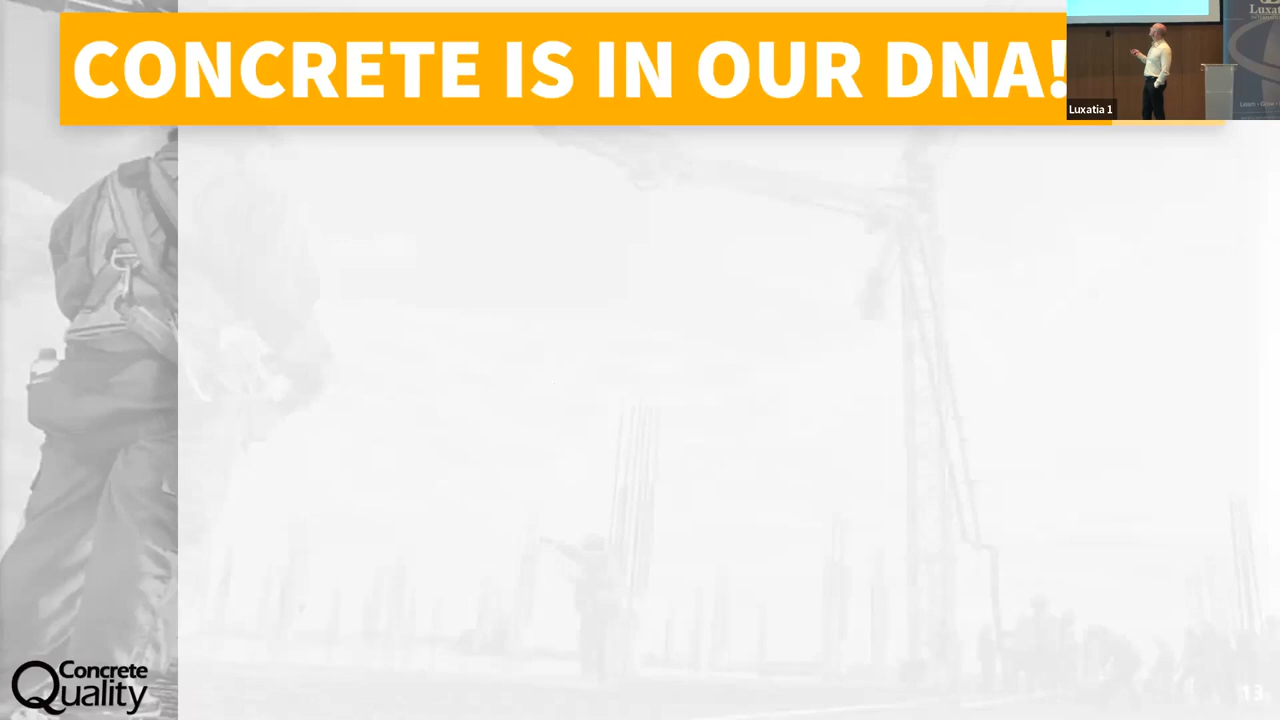 CONCRETE IS IN OUR DNA!
Luxatia 1
Concrete
Quality
13